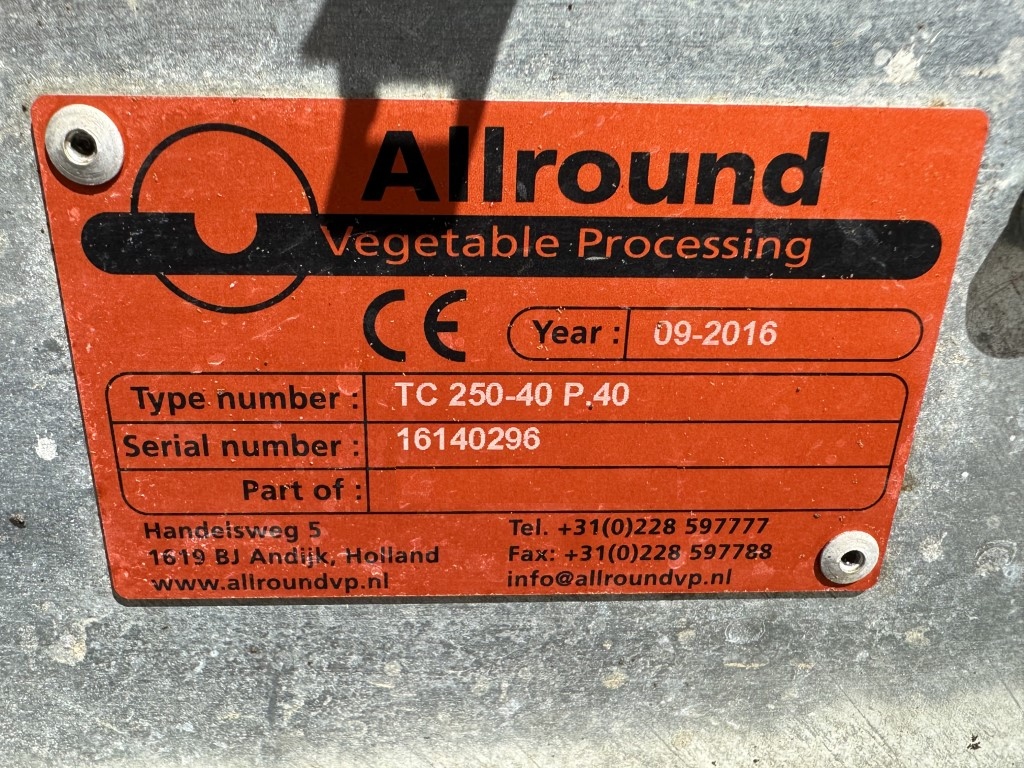 Allround
Vegetable Processing
CE Year : 09-2016
Type number : TC 250-40 P.40
Serial number : 16140296
Part of :
Handelsweg 5
1619 BJ Andijk, Holland
www.allroundvp.nl
Tel. +31(0)228 597777
Fax: +31(0)228 597788
info@allroundvp.nl